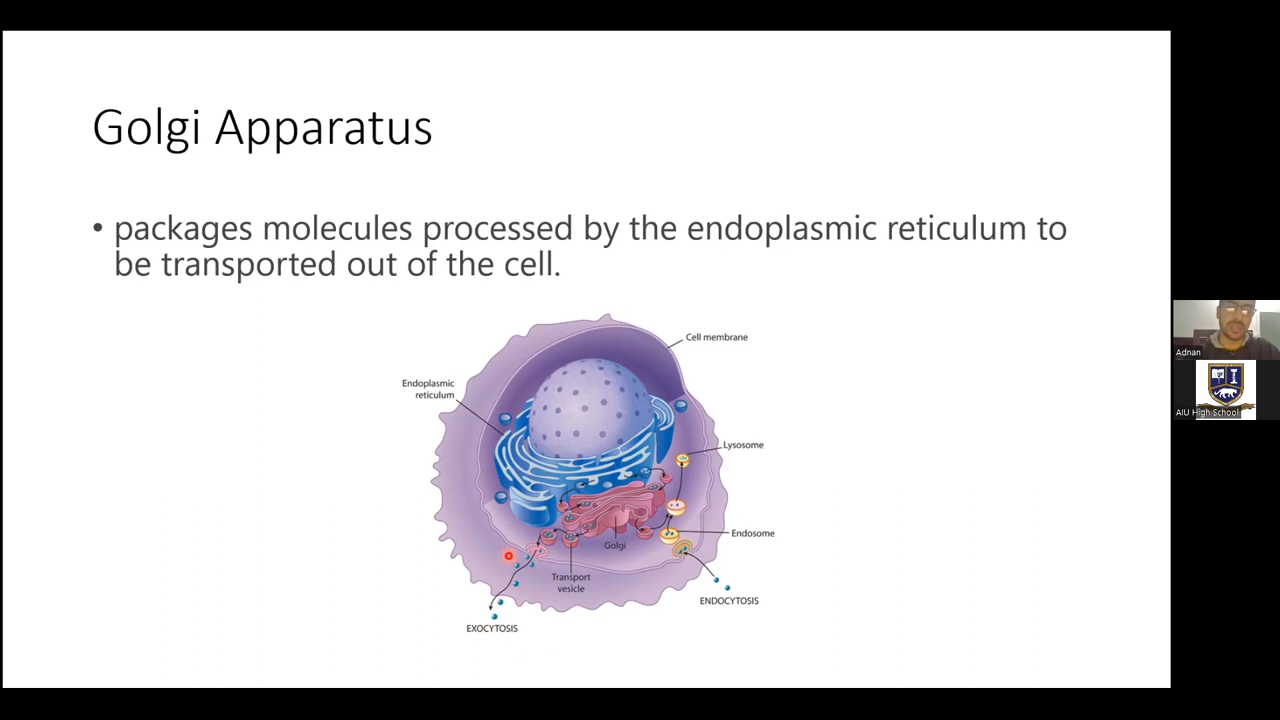 Golgi Apparatus
• packages molecules processed by the endoplasmic reticulum to
be transported out of the cell.
Cell membrane
Endoplasmic
reticulum
Lysosome
Endosome
Golgi
Transport
vesicle
ENDOCYTOSIS
EXOCYTOSIS
Adnan
AIU High School